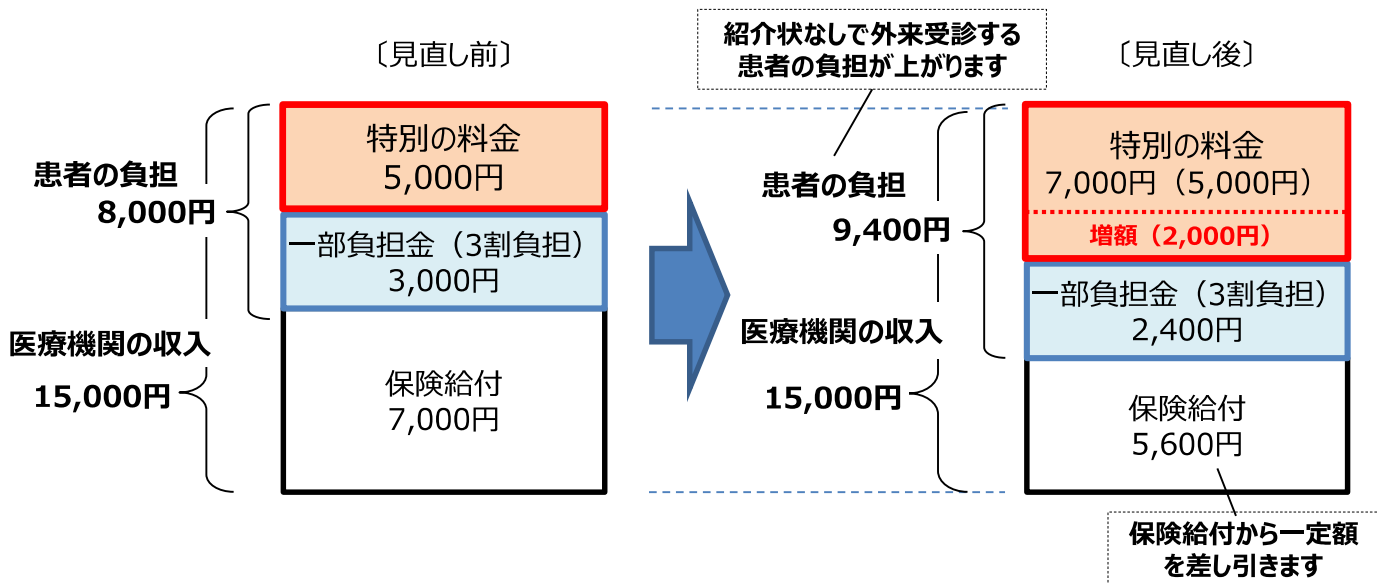 〔見直し前〕
特別の料金
5,000円
患者の負担
8,000円
一部負担金（3割負担）
3,000円
医療機関の収入
15,000円
保険給付
7,000円
紹介状なしで外来受診する
患者の負担が上がります
〔見直し後〕
特別の料金
7,000円（5,000円）
増額（2,000円）
患者の負担
9,400円
一部負担金（3割負担）
2,400円
医療機関の収入
15,000円
保険給付
5,600円
保険給付から一定額
を差し引きます